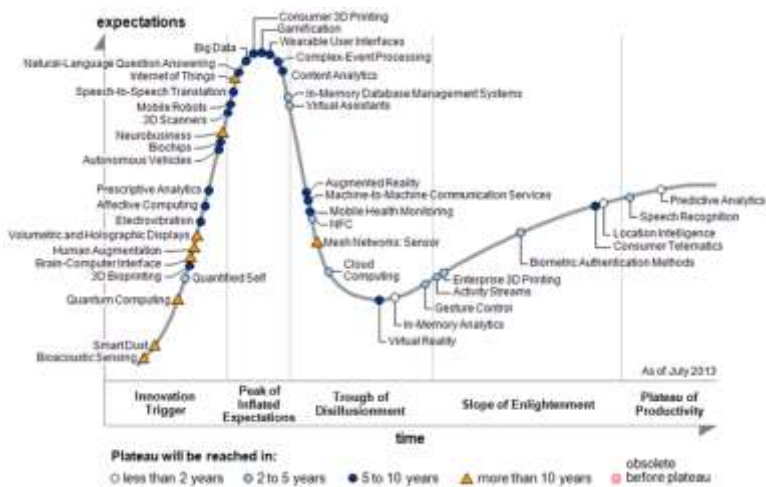 expectations
Consumer 3D Printing
Gamification
Wearable User Interfaces
Big Data
Complex-Event Processing
Natural-Language Question Answering
Content Analytics
Internet of Things
Speech-to-Speech Translation
In-Memory Database Management Systems
Virtual Assistants
Mobile Robots
3D Scanners
Neurobusiness
Biochips
Autonomous Vehicles
Prescriptive Analytics
Affective Computing
Electrovibration
Volumetric and Holographic Displays
Human Augmentation
Brain-Computer Interface
3D Bioprinting
Quantified Self
Quantum Computing
Smart Dust
Bioacoustic Sensing
Augmented Reality
Machine-to-Machine Communication Services
Mobile Health Monitoring
NFC
Mesh Networks: Sensor
Cloud
Computing
Virtual Reality
In-Memory Analytics
Gesture Control
Activity Streams
Enterprise 3D Printing
Biometric Authentication Methods
Consumer Telematics
Location Intelligence
Speech Recognition
Predictive Analytics
As of July 2013
Innovation
Trigger
Peak of
Inflated
Expectations
Trough of
Disillusionment
Slope of Enlightenment
Plateau of
Productivity
time
Plateau will be reached in:
less than 2 years
2 to 5 years
5 to 10 years
more than 10 years
obsolete
before plateau